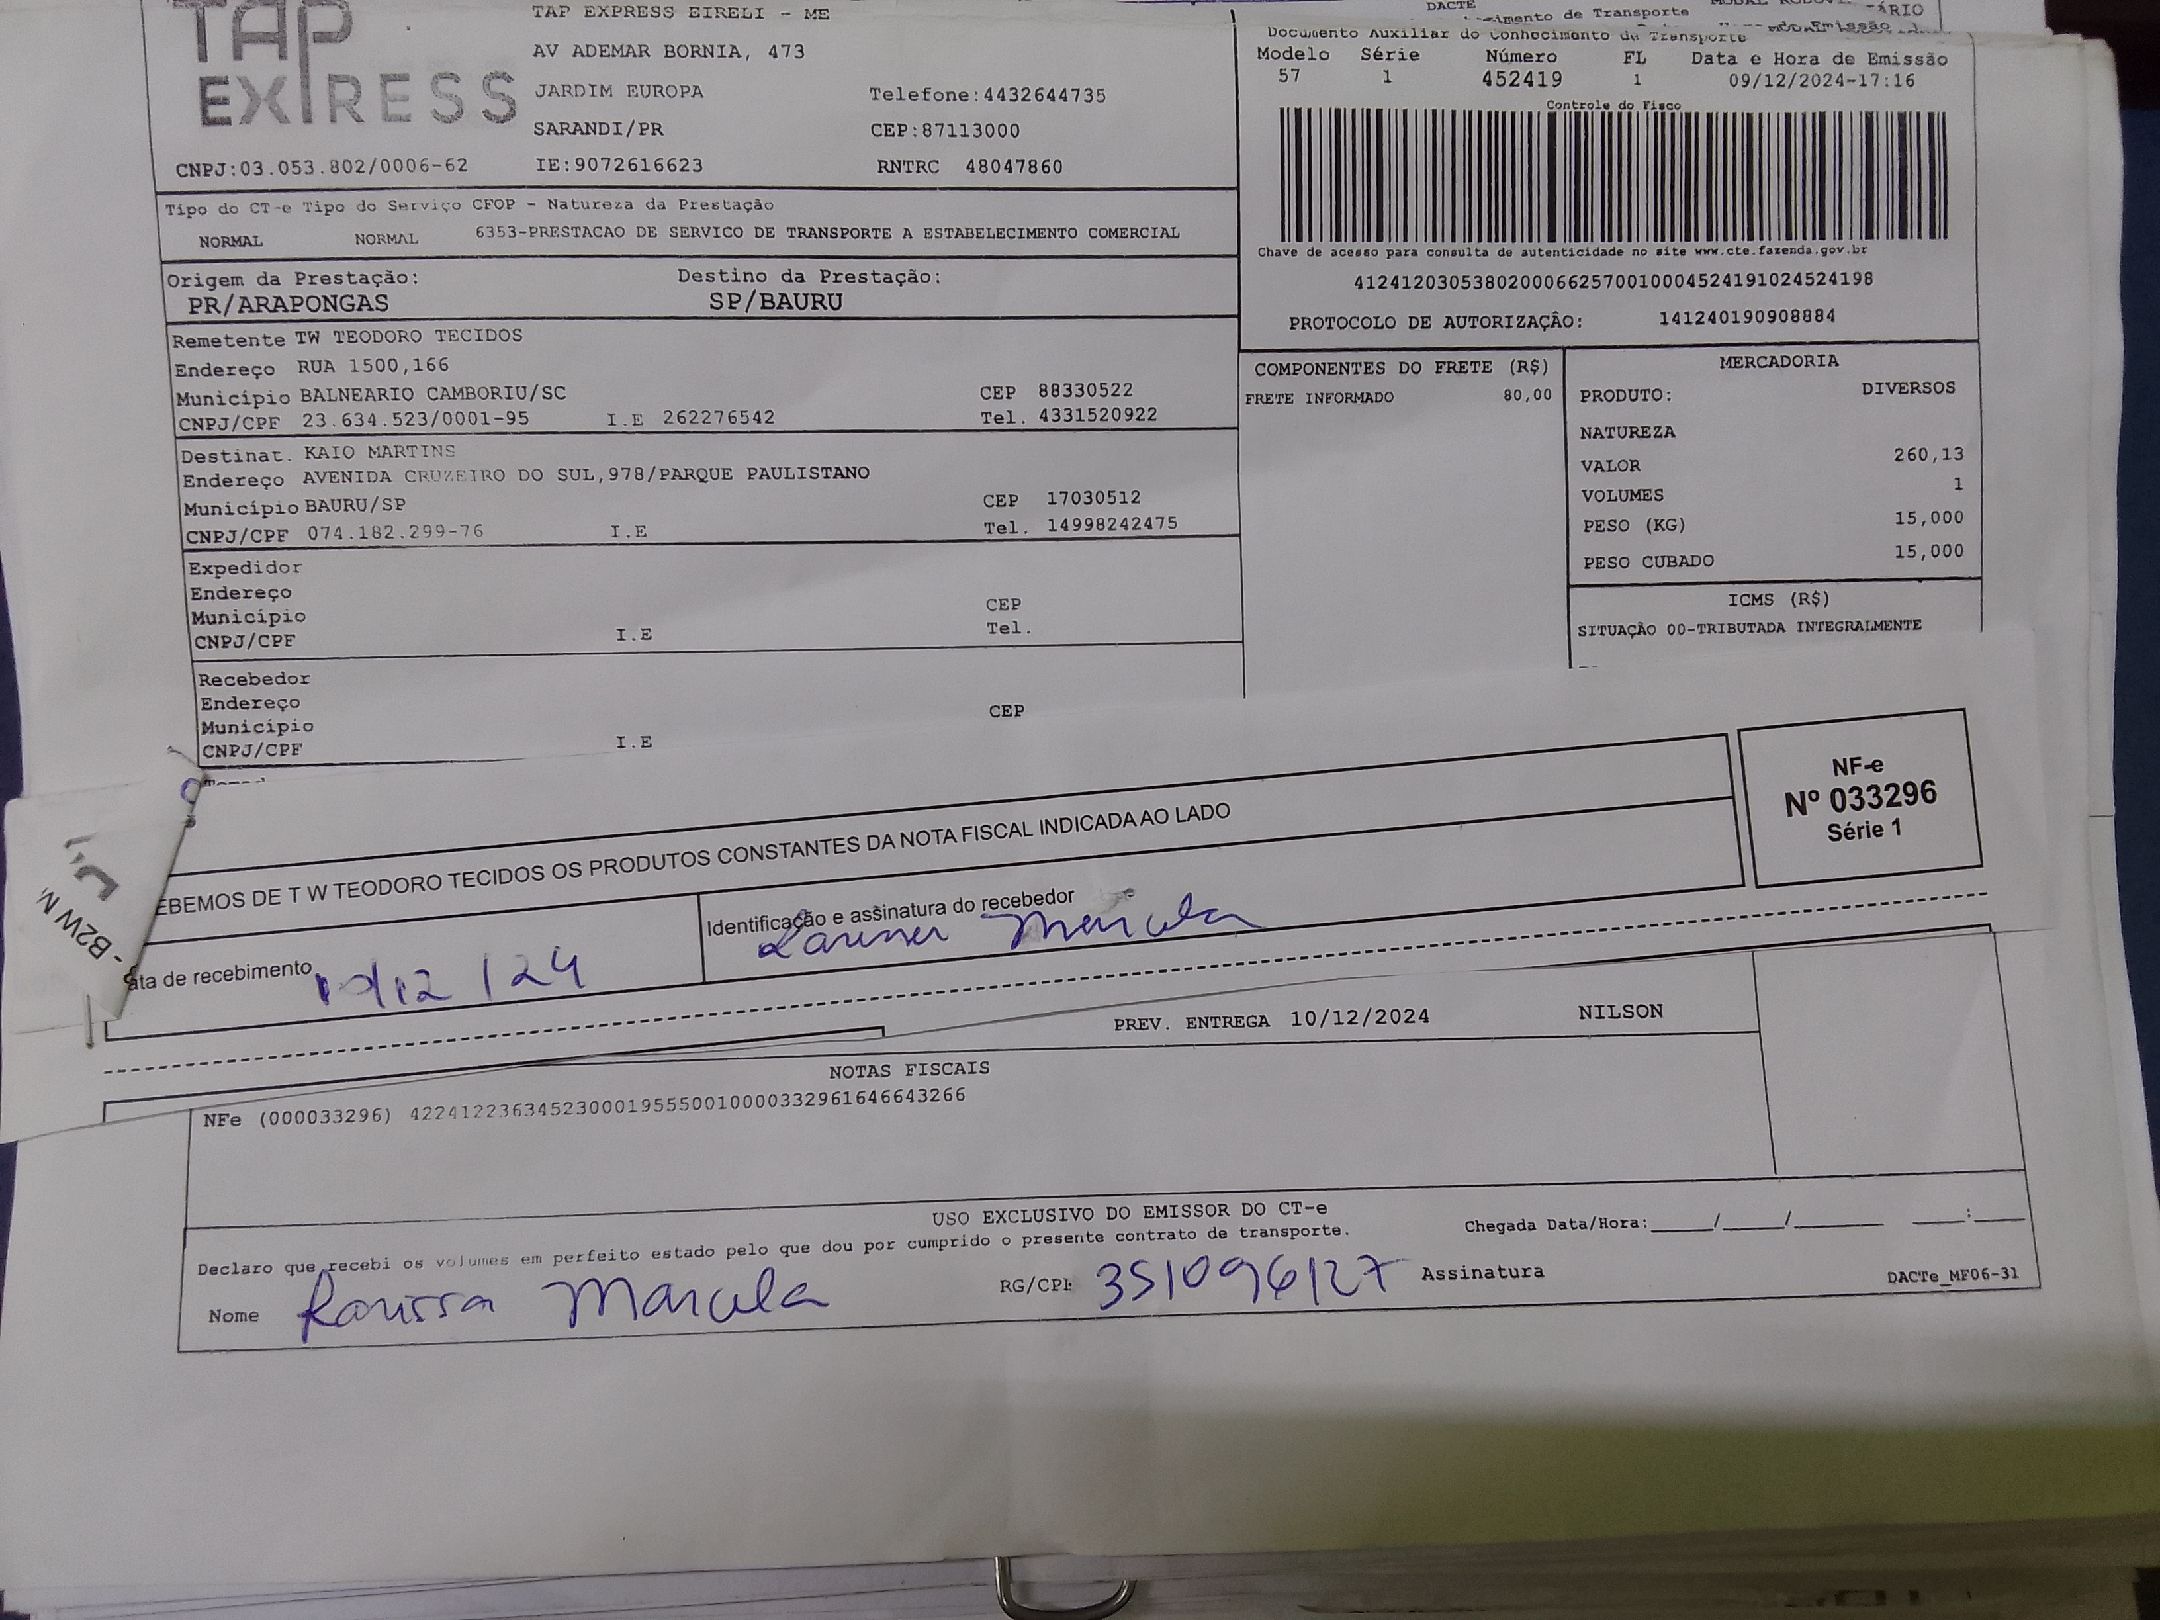 DACTE
Documento Auxiliar do Conhecimento de Transporte
TAP EXPRESS
TAP EXPRESS EIRELI - ME
AV ADEMAR BORNIA, 473
JARDIM EUROPA Telefone:4432644735
SARANDI/PR CEP:87113000
CNPJ:03.053.802/0006-62 IE:9072616623 RNTRC 48047860
Modelo Série Número FL Data e Hora de Emissão
57 1 452419 1 09/12/2024-17:16
Controle do Fisco
Chave de acesso para consulta de autenticidade no site www.cte.fazenda.gov.br
41241203053802000662570010004524191024524198
PROTOCOLO DE AUTORIZAÇÃO: 141240190908884
Tipo do CT-e Tipo do Serviço CFOP - Natureza da Prestação
NORMAL NORMAL 6353-PRESTACAO DE SERVICO DE TRANSPORTE A ESTABELECIMENTO COMERCIAL
Origem da Prestação: Destino da Prestação:
PR/ARAPONGAS SP/BAURU
Remetente TW TEODORO TECIDOS
Endereço RUA 1500,166
Município BALNEARIO CAMBORIU/SC CEP 88330522
CNPJ/CPF 23.634.523/0001-95 I.E 262276542 Tel. 4331520922
Destinat. KAIO MARTINS
Endereço AVENIDA CRUZEIRO DO SUL,978/PARQUE PAULISTANO
Município BAURU/SP CEP 17030512
CNPJ/CPF 074.182.299-76 I.E Tel. 14998242475
Expedidor
Endereço
Município CEP
CNPJ/CPF I.E Tel.
Recebedor
Endereço
Município CEP
CNPJ/CPF I.E
COMPONENTES DO FRETE (R$)
FRETE INFORMADO 80,00
MERCADORIA
PRODUTO: DIVERSOS
NATUREZA
VALOR 260,13
VOLUMES 1
PESO (KG) 15,000
PESO CUBADO 15,000
ICMS (R$)
SITUAÇÃO 00-TRIBUTADA INTEGRALMENTE
- B2W
EBEMOS DE T W TEODORO TECIDOS OS PRODUTOS CONSTANTES DA NOTA FISCAL INDICADA AO LADO
NF-e
Nº 033296
Série 1
ata de recebimento /12/24
Identificação e assinatura do recebedor
PREV. ENTREGA 10/12/2024 NILSON
NOTAS FISCAIS
NFe (000033296) 42241223634523000195550010000332961646643266
USO EXCLUSIVO DO EMISSOR DO CT-e
Declaro que recebi os volumes em perfeito estado pelo que dou por cumprido o presente contrato de transporte.
Chegada Data/Hora:_____/_____/_______ ____:____
Nome Larissa RG/CPF 351096127 Assinatura
DACTe_MF06-31